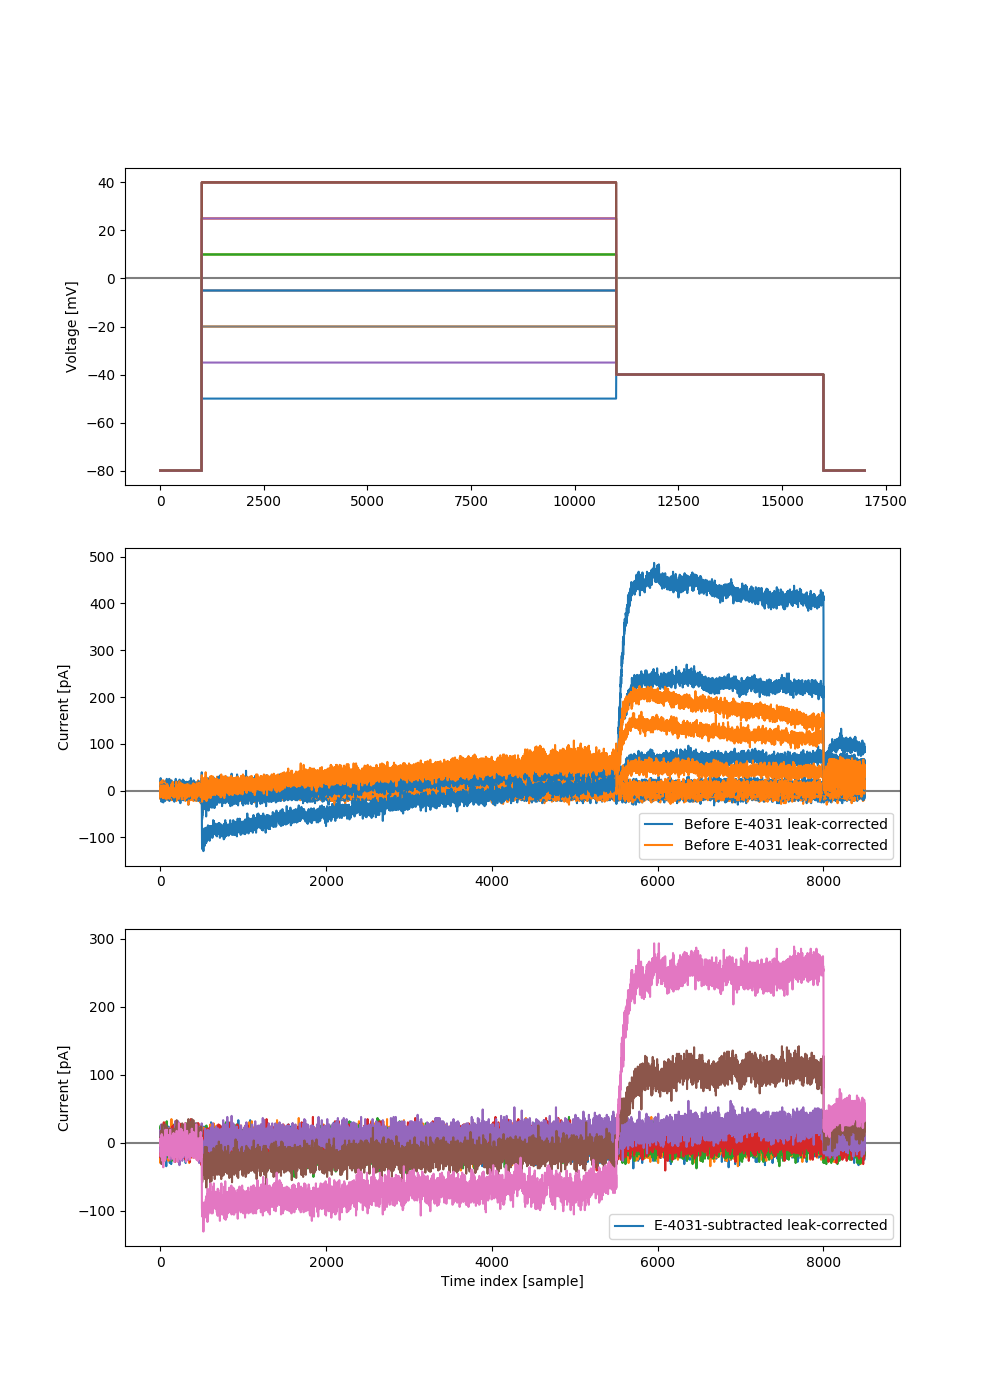 40
20
0
−20
−40
−60
−80
Voltage [mV]
0 2500 5000 7500 10000 12500 15000 17500
500
400
300
200
100
0
−100
Current [pA]
Before E-4031 leak-corrected
Before E-4031 leak-corrected
0 2000 4000 6000 8000
300
200
100
0
−100
Current [pA]
E-4031-subtracted leak-corrected
0 2000 4000 6000 8000
Time index [sample]